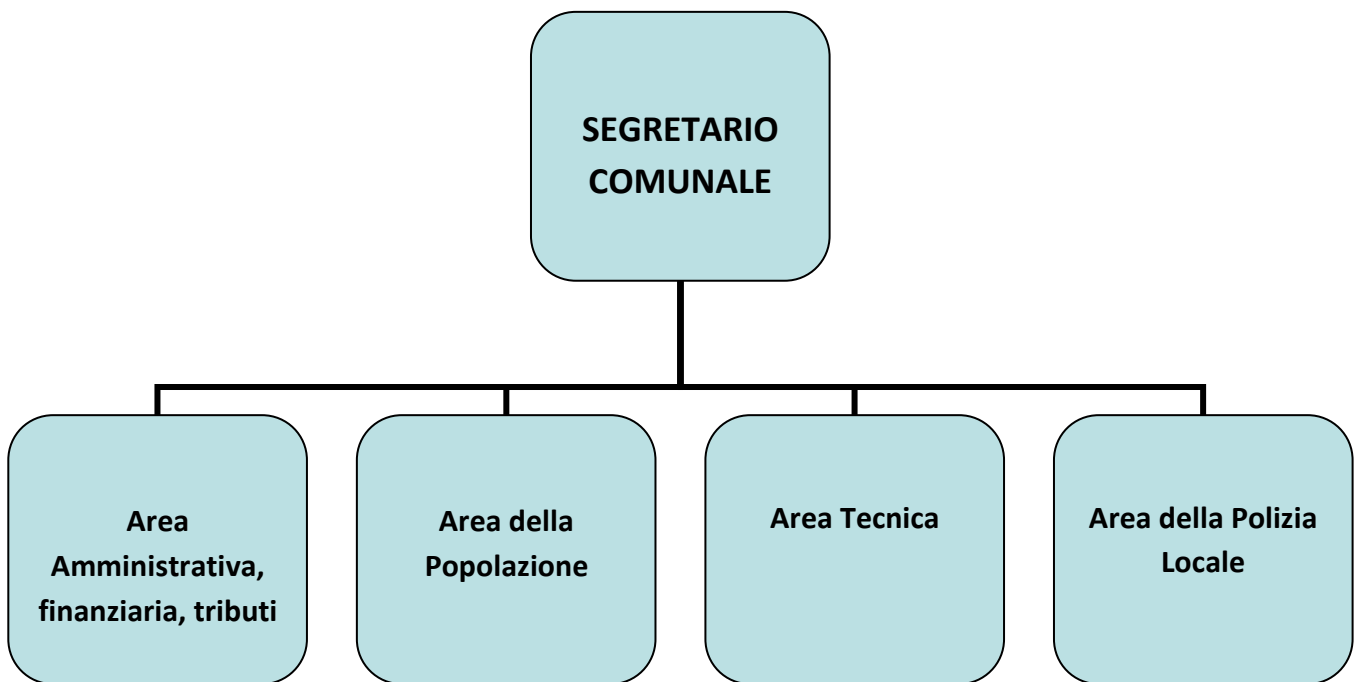 SEGRETARIO
COMUNALE
Area
Amministrativa,
finanziaria, tributi
Area della
Popolazione
Area Tecnica
Area della Polizia
Locale